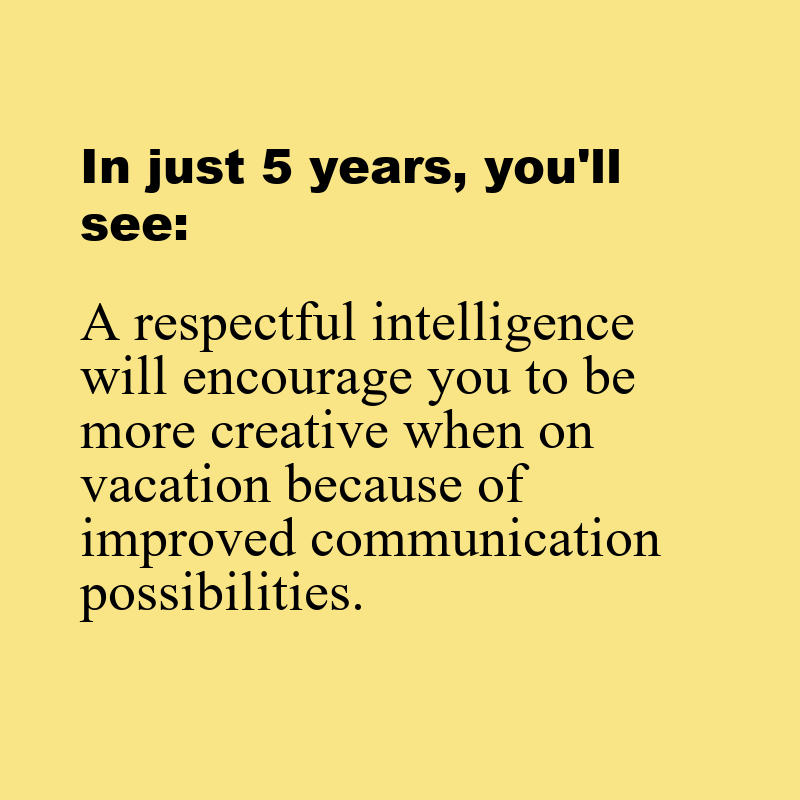 In just 5 years, you'll
see:
A respectful intelligence
will encourage you to be
more creative when on
vacation because of
improved communication
possibilities.